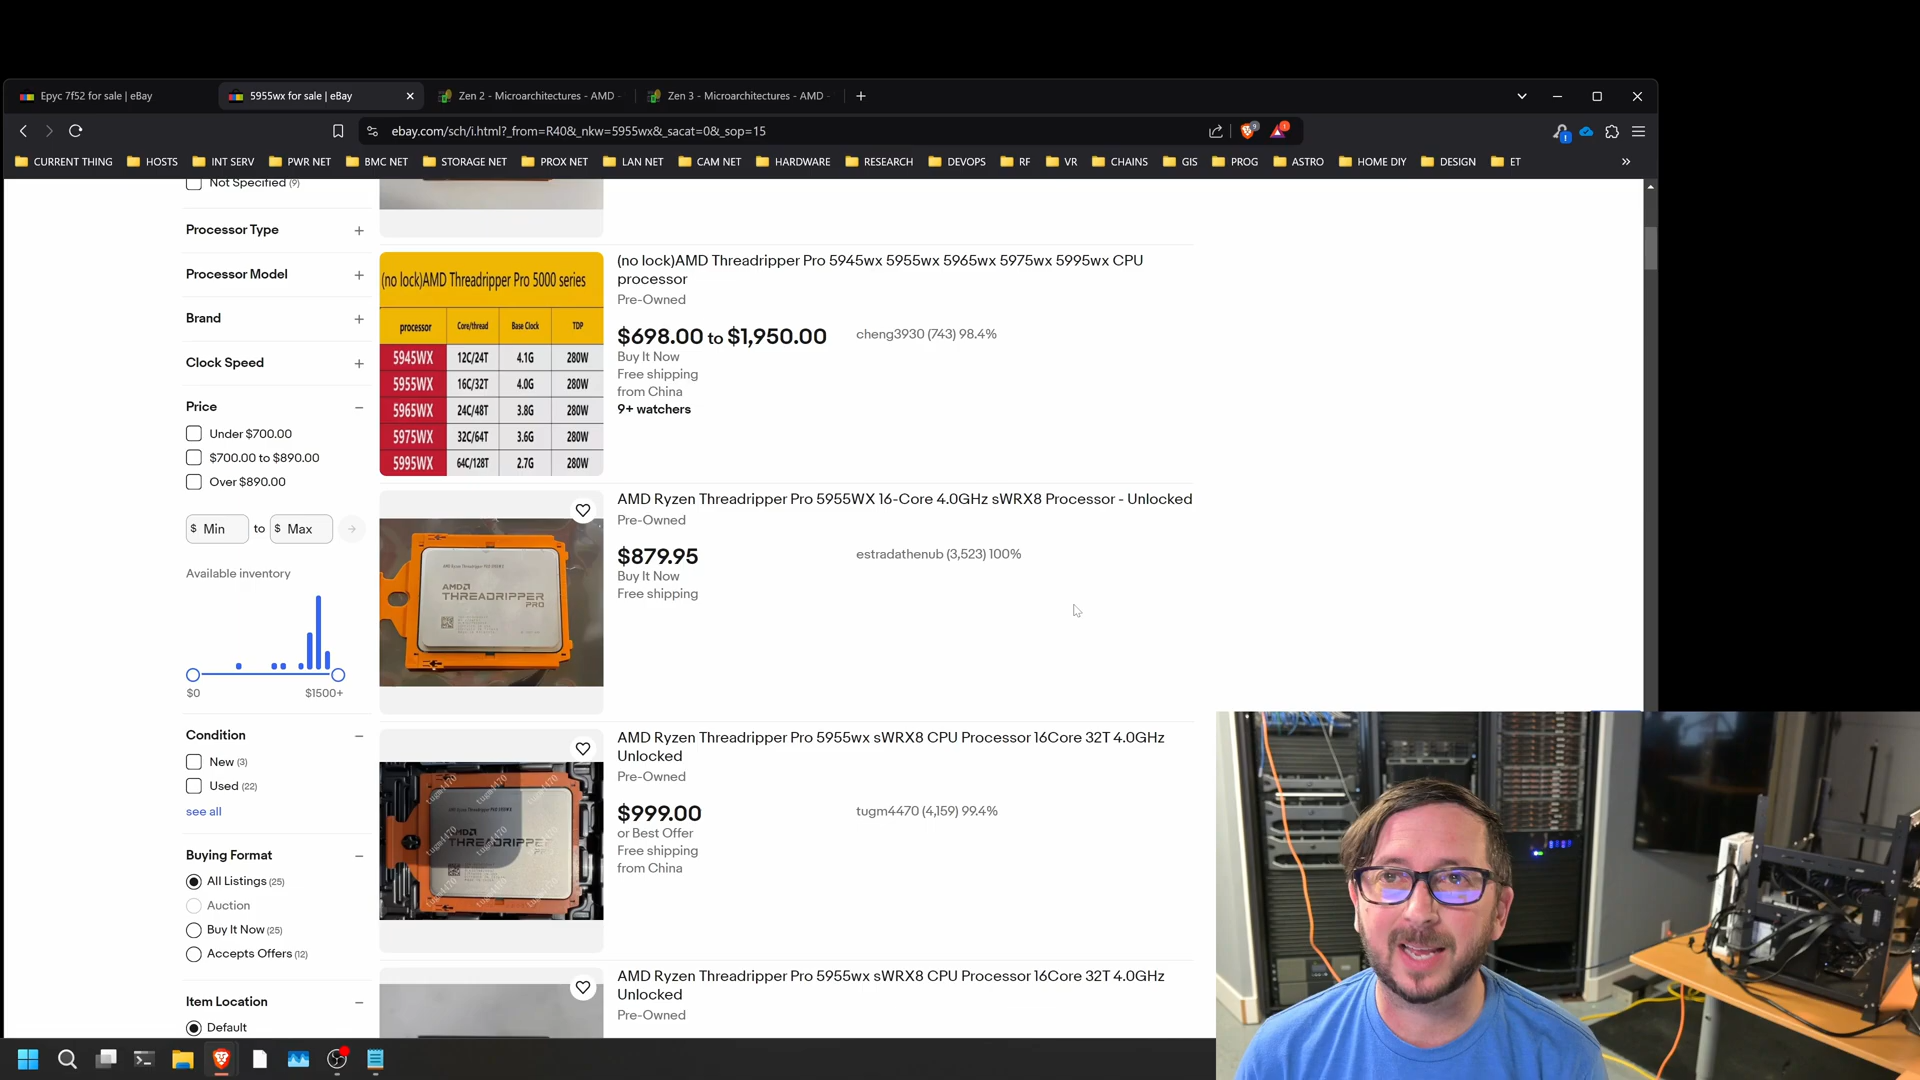 Epyc 7f52 for sale | eBay
5955wx for sale | eBay
Zen 2 - Microarchitectures - AMD -
Zen 3 - Microarchitectures - AMD -
ebay.com/sch/i.html?_from=R40&_nkw=5955wx&_sacat=0&_sop=15
CURRENT THING
HOSTS
INT SERV
PWR NET
BMC NET
STORAGE NET
PROX NET
LAN NET
CAM NET
HARDWARE
RESEARCH
DEVOPS
RF
VR
CHAINS
GIS
PROG
ASTRO
HOME DIY
DESIGN
ET
Not Specified (9)
Processor Type
Processor Model
Brand
Clock Speed
Price
Under $700.00
$700.00 to $890.00
Over $890.00
$ Min to $ Max
Available inventory
$0 $1500+
Condition
New (3)
Used (22)
see all
Buying Format
All Listings (25)
Auction
Buy It Now (25)
Accepts Offers (12)
Item Location
Default
(no lock)AMD Threadripper Pro 5000 series
processor Core/thread Base Clock TDP
5945WX 12C/24T 4.1G 280W
5955WX 16C/32T 4.0G 280W
5965WX 24C/48T 3.8G 280W
5975WX 32C/64T 3.6G 280W
5995WX 64C/128T 2.7G 280W
(no lock)AMD Threadripper Pro 5945wx 5955wx 5965wx 5975wx 5995wx CPU
processor
Pre-Owned
$698.00 to $1,950.00
cheng3930 (743) 98.4%
Buy It Now
Free shipping
from China
9+ watchers
AMD
THREADRIPPER
PRO
AMD Ryzen Threadripper Pro 5955WX 16-Core 4.0GHz sWRX8 Processor - Unlocked
Pre-Owned
$879.95
estradathenub (3,523) 100%
Buy It Now
Free shipping
tugm4470
tugm4470
tugm4470
tugm4470
AMD
THREADRIPPER
PRO
AMD Ryzen Threadripper Pro 5955wx sWRX8 CPU Processor 16Core 32T 4.0GHz
Unlocked
Pre-Owned
$999.00
tugm4470 (4,159) 99.4%
or Best Offer
Free shipping
from China
AMD Ryzen Threadripper Pro 5955wx sWRX8 CPU Processor 16Core 32T 4.0GHz
Unlocked
Pre-Owned